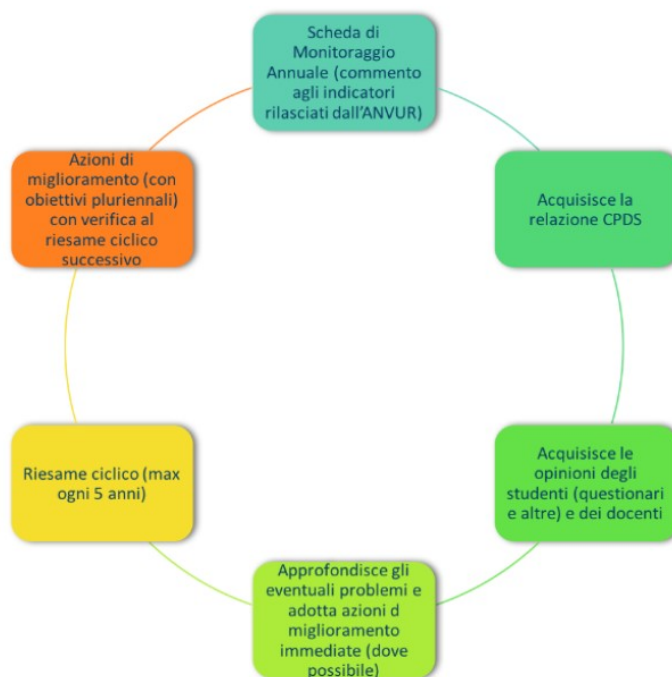 Scheda di
Monitoraggio
Annuale (commento
agli indicatori
rilasciati dall'ANVUR)
Acquisisce la
relazione CPDS
Acquisisce le
opinioni degli
studenti (questionari
e altre) e dei docenti
Approfondisce gli
eventuali problemi e
adotta azioni d
miglioramento
immediate (dove
possibile)
Riesame ciclico (max
ogni 5 anni)
Azioni di
miglioramento (con
obiettivi pluriennali)
con verifica al
riesame ciclico
successivo